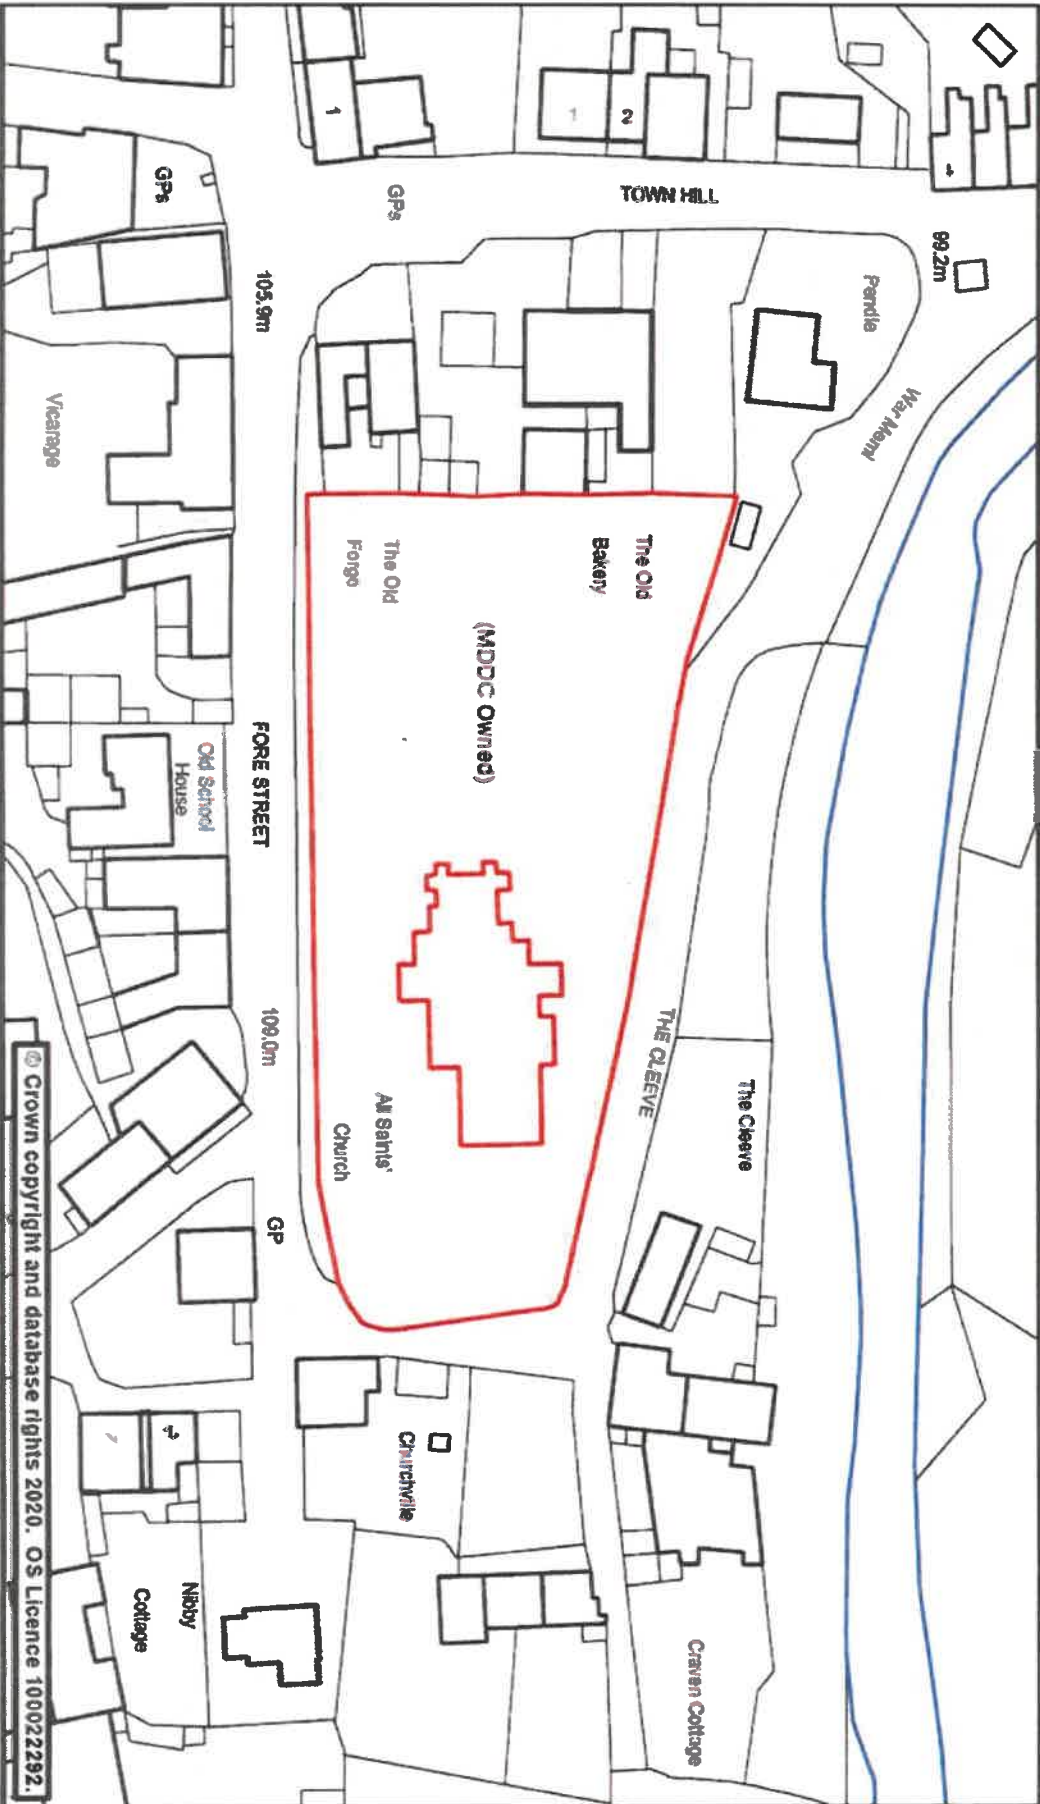 99.2m
Pendle
War Meml
4
TOWN HILL
2
1
The Old
Bakery
(MDDC Owned)
The Cleeve
THE CLEEVE
Craven Cottage
GPs
The Old
Forge
All Saints'
Church
Churchville
1
105.9m
FORE STREET
109.0m
GP
GPs
Old School
House
Vicarage
Nibby
Cottage
© Crown copyright and database rights 2020. OS Licence 100022292.